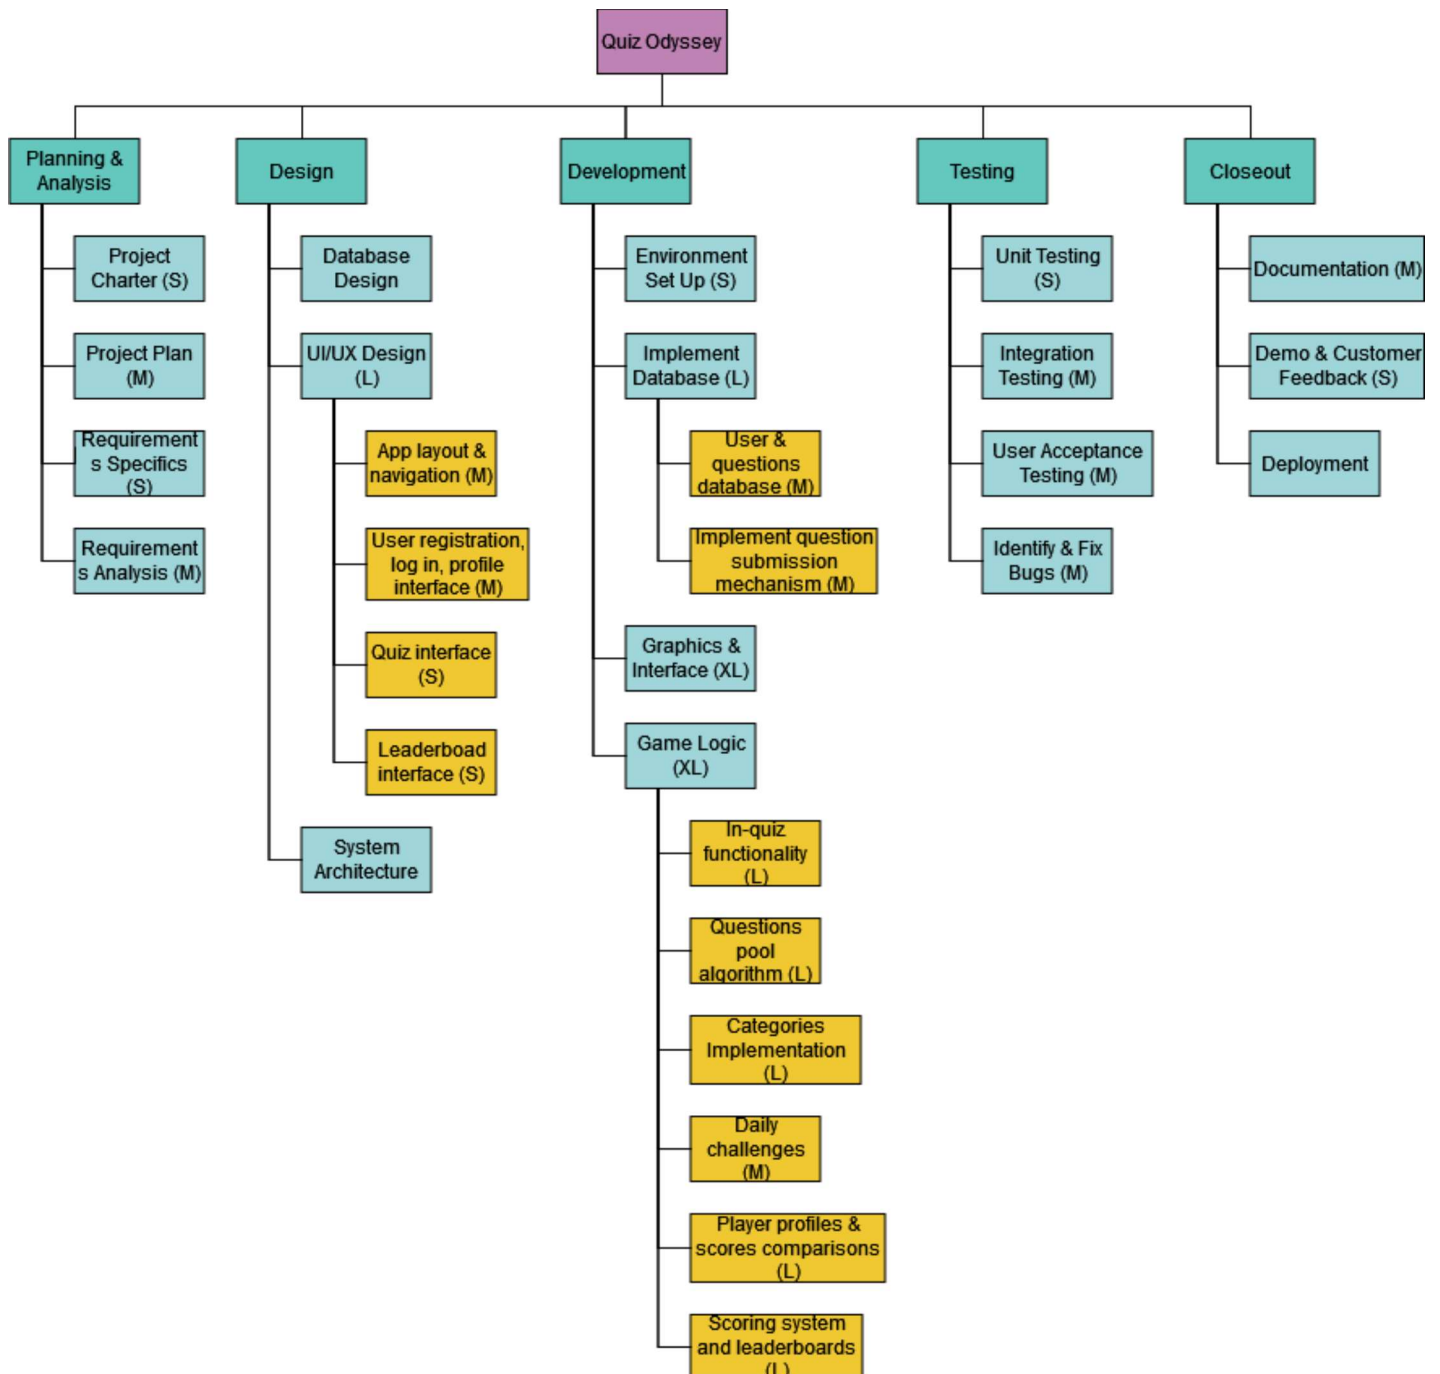 Quiz Odyssey
Planning &
Analysis
Project
Charter (S)
Project Plan
(M)
Requirement
s Specifics
(S)
Requirement
s Analysis (M)
Design
Database
Design
UI/UX Design
(L)
App layout &
navigation (M)
User registration,
log in, profile
interface (M)
Quiz interface
(S)
Leaderboad
interface (S)
System
Architecture
Development
Environment
Set Up (S)
Implement
Database (L)
User &
questions
database (M)
Implement question
submission
mechanism (M)
Graphics &
Interface (XL)
Game Logic
(XL)
In-quiz
functionality
(L)
Questions
pool
algorithm (L)
Categories
Implementation
(L)
Daily
challenges
(M)
Player profiles &
scores comparisons
(L)
Scoring system
and leaderboards
(L)
Testing
Unit Testing
(S)
Integration
Testing (M)
User Acceptance
Testing (M)
Identify & Fix
Bugs (M)
Closeout
Documentation (M)
Demo & Customer
Feedback (S)
Deployment